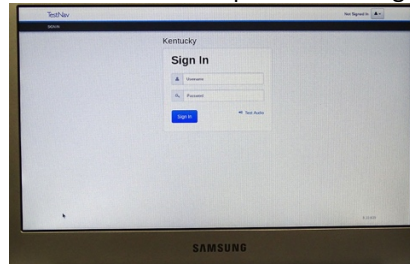 TestNav
Not Signed In
Kentucky
Sign In
Username
Password
Sign In
Test Audio
SAMSUNG